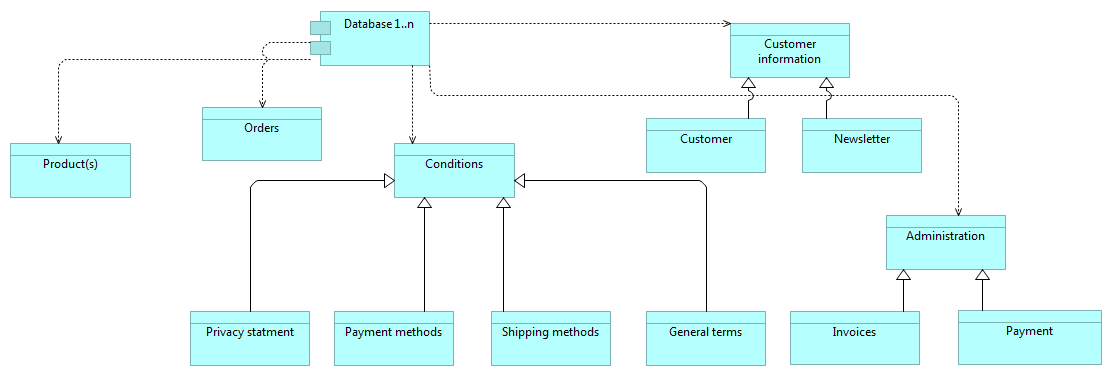 Database 1..n
Customer
information
Orders
Customer
Newsletter
Product(s)
Conditions
Administration
Privacy statment
Payment methods
Shipping methods
General terms
Invoices
Payment